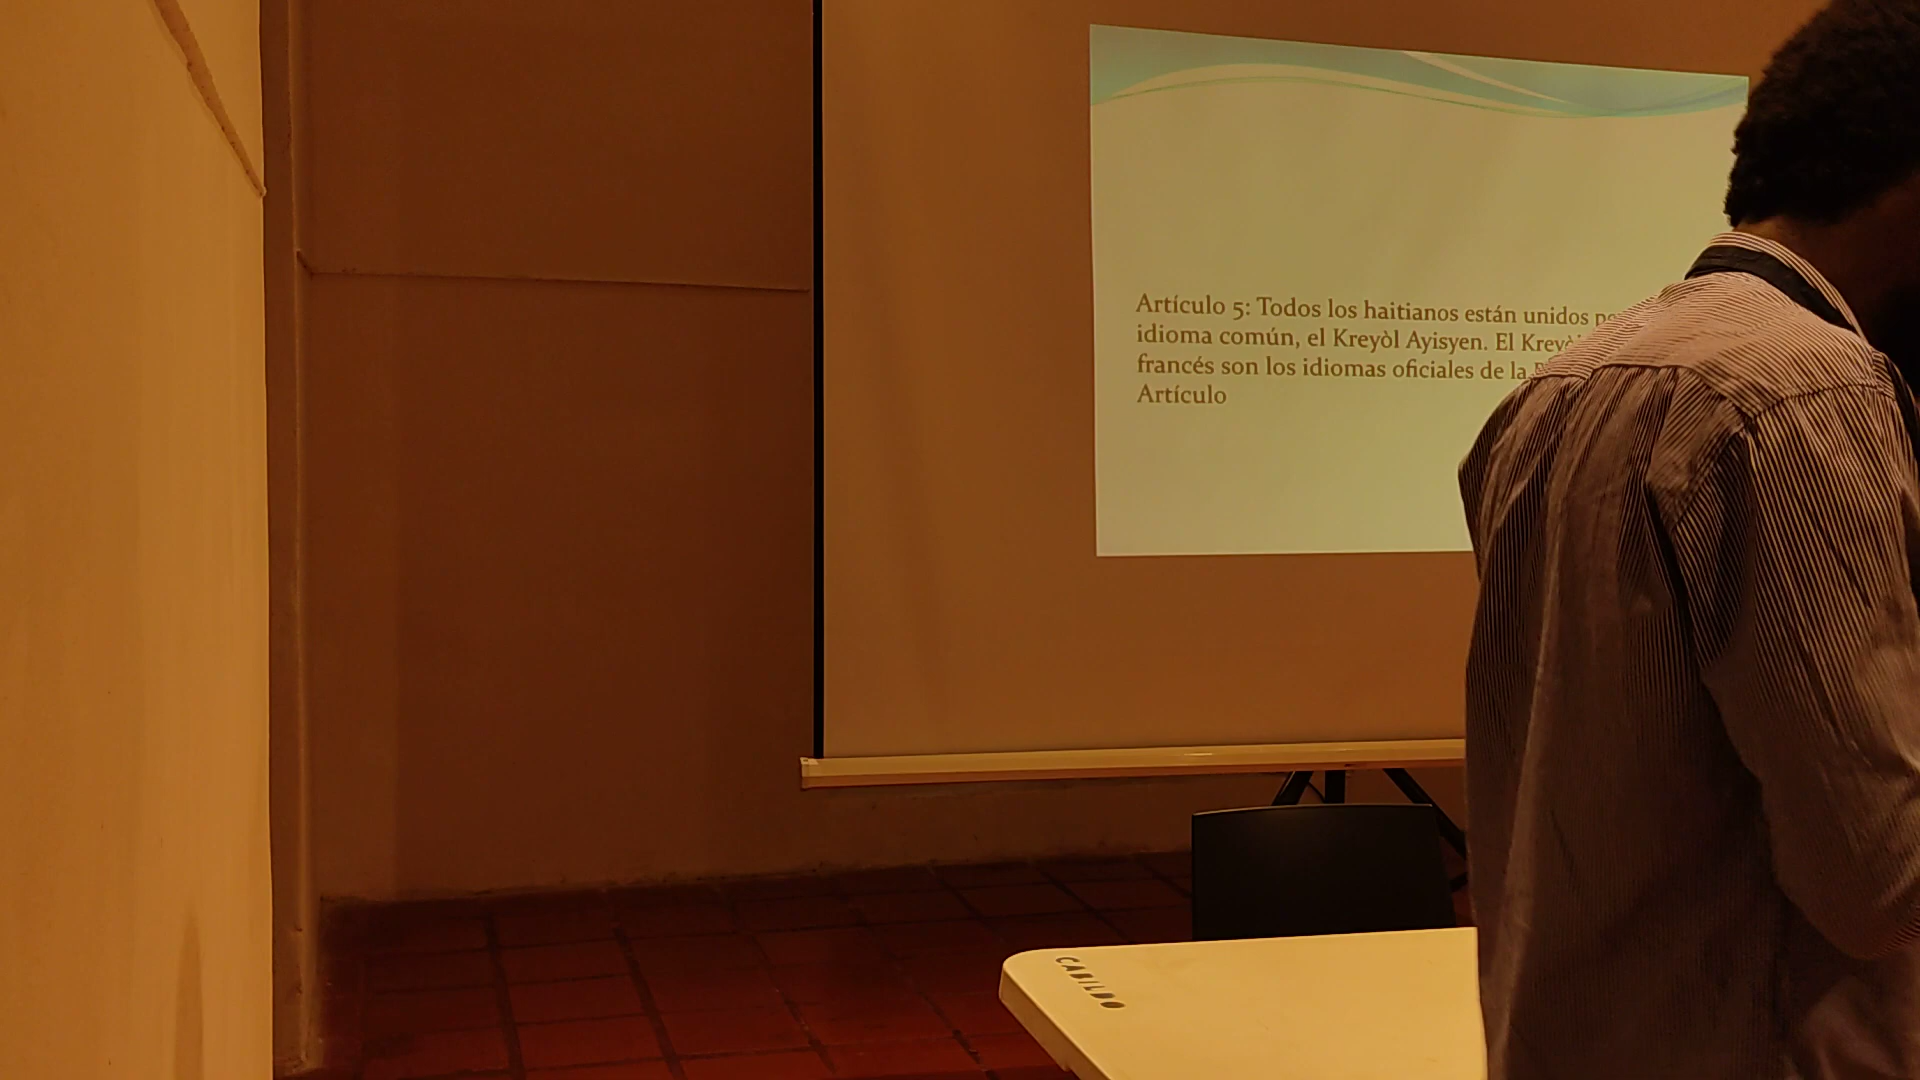 Artículo 5: Todos los haitianos están unidos
idioma común, el Kreyòl Ayisyen. El
francés son los idiomas oficiales de la
Artículo
CABILDO